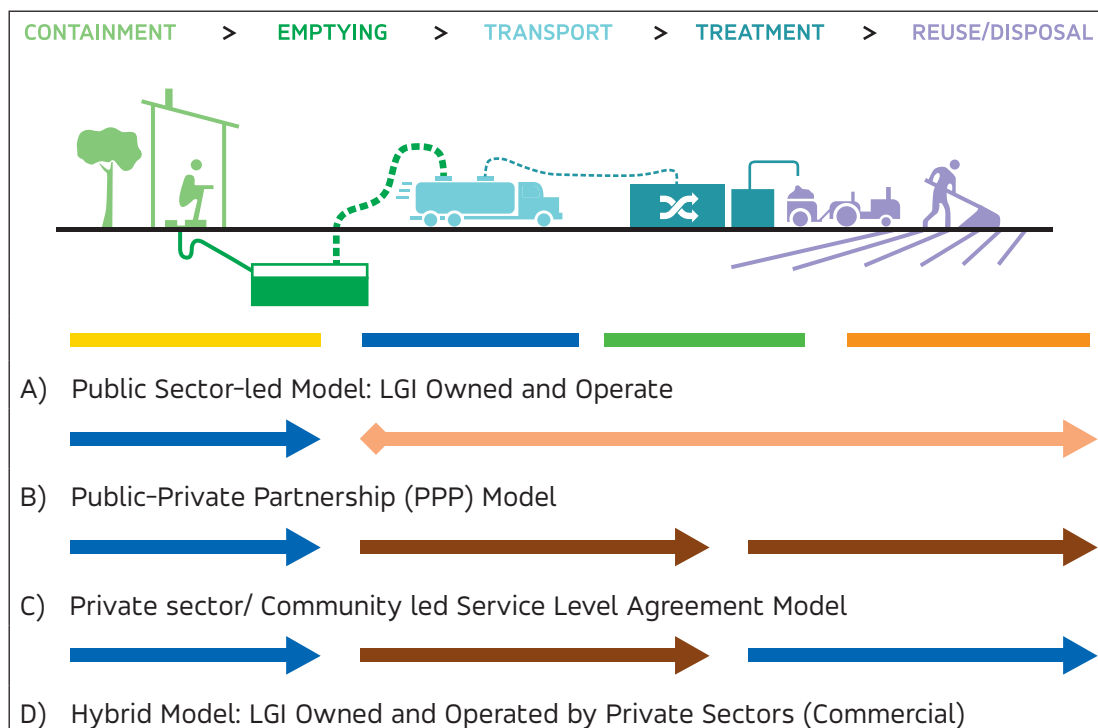 CONTAINMENT > EMPTYING > TRANSPORT > TREATMENT > REUSE/DISPOSAL
A) Public Sector-led Model: LGI Owned and Operate
B) Public-Private Partnership (PPP) Model
C) Private sector/ Community led Service Level Agreement Model
D) Hybrid Model: LGI Owned and Operated by Private Sectors (Commercial)